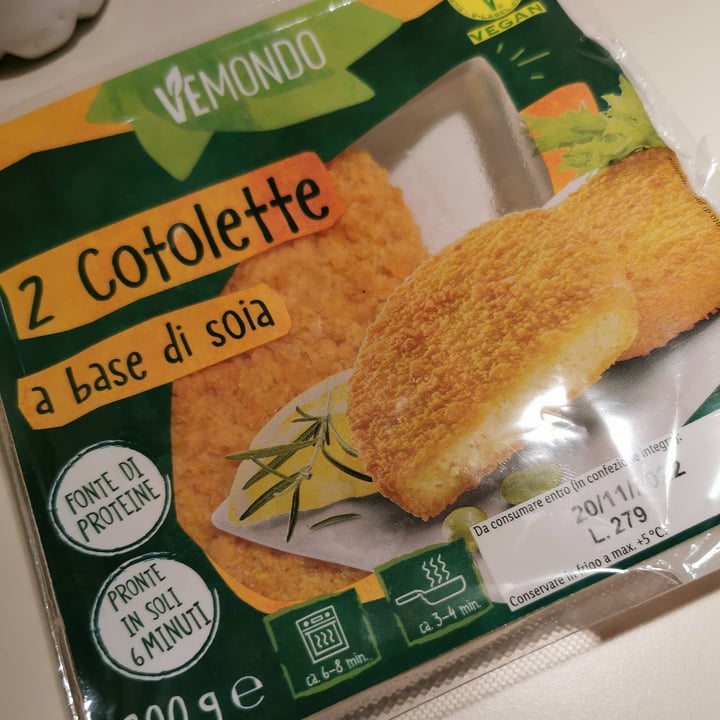 VEMONDO
VEGAN
2 Cotolette
a base di soia
FONTE DI
PROTEINE
PRONTE
IN SOLI
6 MINUTI
ca. 6-8 min.
ca. 3-4 min.
Da consumare entro (in confezione integra):
L. 279
Conservare in frigo a max. +5°C.
g e